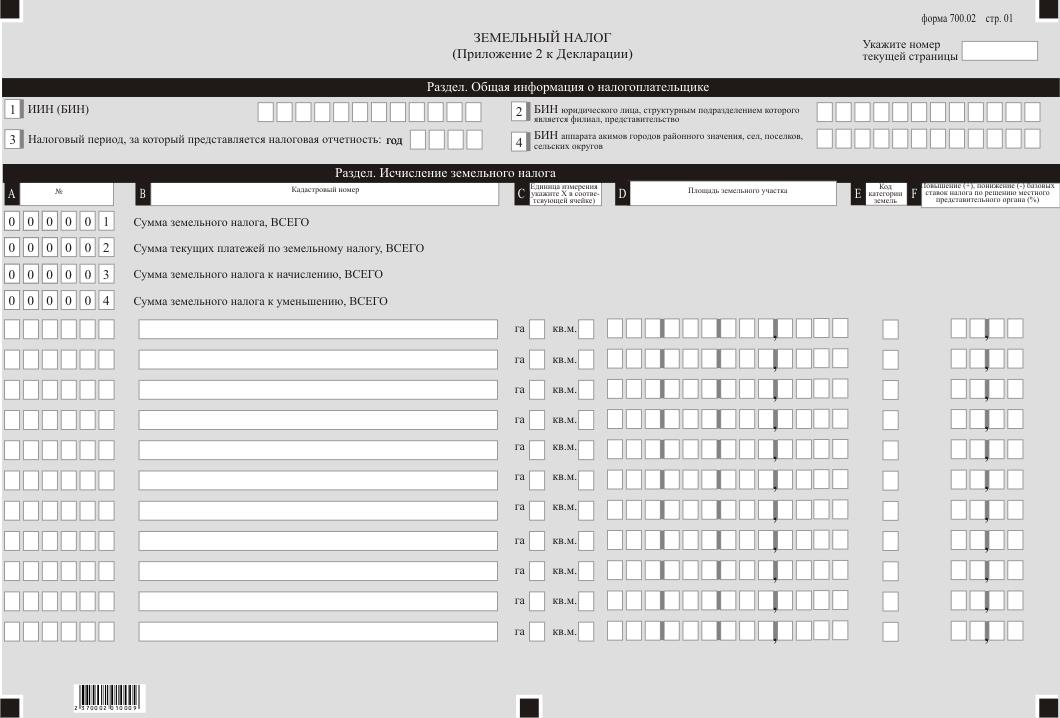 форма 700.02 стр. 01
ЗЕМЕЛЬНЫЙ НАЛОГ
(Приложение 2 к Декларации)
Укажите номер
текущей страницы
Раздел. Общая информация о налогоплательщике
1 ИИН (БИН)
2 БИН юридического лица, структурным подразделением которого
является филиал, представительство
3 Налоговый период, за который представляется налоговая отчетность: год
4 БИН аппарата акимов городов районного значения, сел, поселков,
сельских округов
Раздел. Исчисление земельного налога
A №
B Кадастровый номер
C Единица измерения
укажите X в соотве-
тсвующей ячейке)
D Площадь земельного участка
E Код
категории
земель
F Повышение (+), понижение (-) базовых
ставок налога по решению местного
представительного органа (%)
0 0 0 0 0 1 Сумма земельного налога, ВСЕГО
0 0 0 0 0 2 Сумма текущих платежей по земельному налогу, ВСЕГО
0 0 0 0 0 3 Сумма земельного налога к начислению, ВСЕГО
0 0 0 0 0 4 Сумма земельного налога к уменьшению, ВСЕГО
га кв.м. , ,
га кв.м. , ,
га кв.м. , ,
га кв.м. , ,
га кв.м. , ,
га кв.м. , ,
га кв.м. , ,
га кв.м. , ,
га кв.м. , ,
га кв.м. , ,
га кв.м. , ,
2 370002 010009